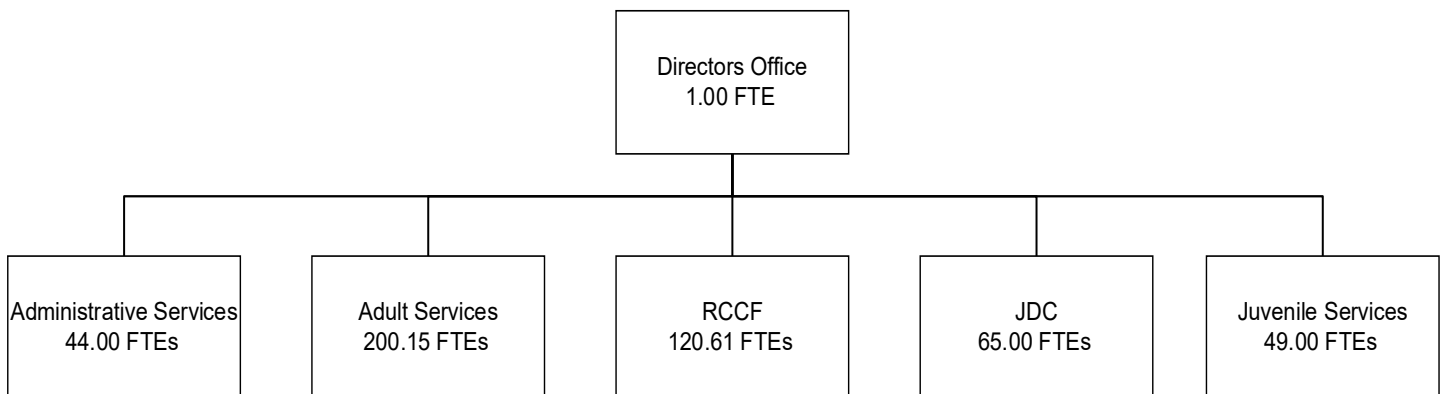 Directors Office
1.00 FTE
Administrative Services
44.00 FTEs
Adult Services
200.15 FTEs
RCCF
120.61 FTEs
JDC
65.00 FTEs
Juvenile Services
49.00 FTEs